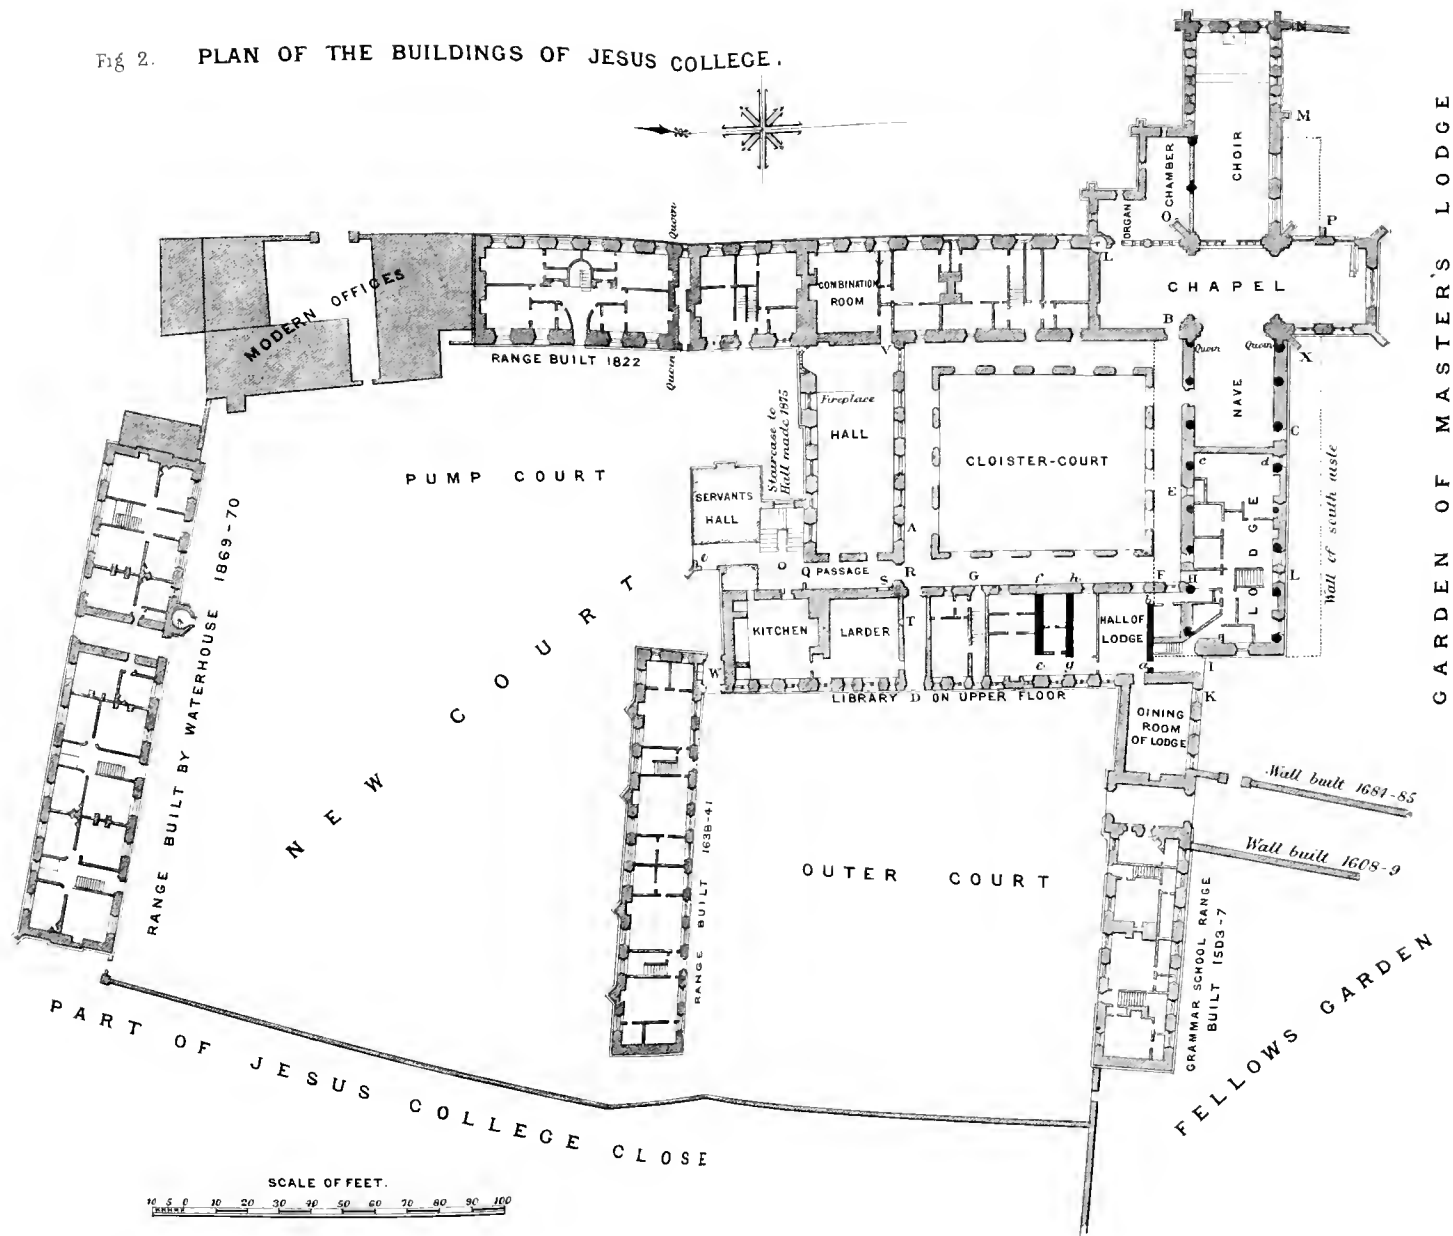 Fig 2. PLAN OF THE BUILDINGS OF JESUS COLLEGE.
N
M
CHOIR
ORGAN
CHAMBER
O
P
L
CHAPEL
B
GARDEN OF MASTER'S LODGE
Quoin
MODERN OFFICES
COMBINATION
ROOM
RANGE BUILT 1822
Quoin
V
Quoin
Quoin
X
NAVE
C
Fireplace
HALL
Staircase to
Hall made 1875
CLOISTER-COURT
PUMP COURT
SERVANTS
HALL
c
d
E
A
LODGE
L
Wall of south aisle
e
O
Q PASSAGE
R
S
G
f
h
F
H
b
KITCHEN
LARDER
T
HALL OF
LODGE
W
e
g
a
q
I
K
LIBRARY D ON UPPER FLOOR
DINING
ROOM
OF LODGE
NEW COURT
RANGE BUILT BY WATERHOUSE 1869-70
RANGE BUILT 1638-41
Wall built 1684-85
Wall built 1608-9
OUTER COURT
GRAMMAR SCHOOL RANGE
BUILT 1503-7
FELLOWS GARDEN
PART OF JESUS COLLEGE CLOSE
SCALE OF FEET.
10 5 0 10 20 30 40 50 60 70 80 90 100